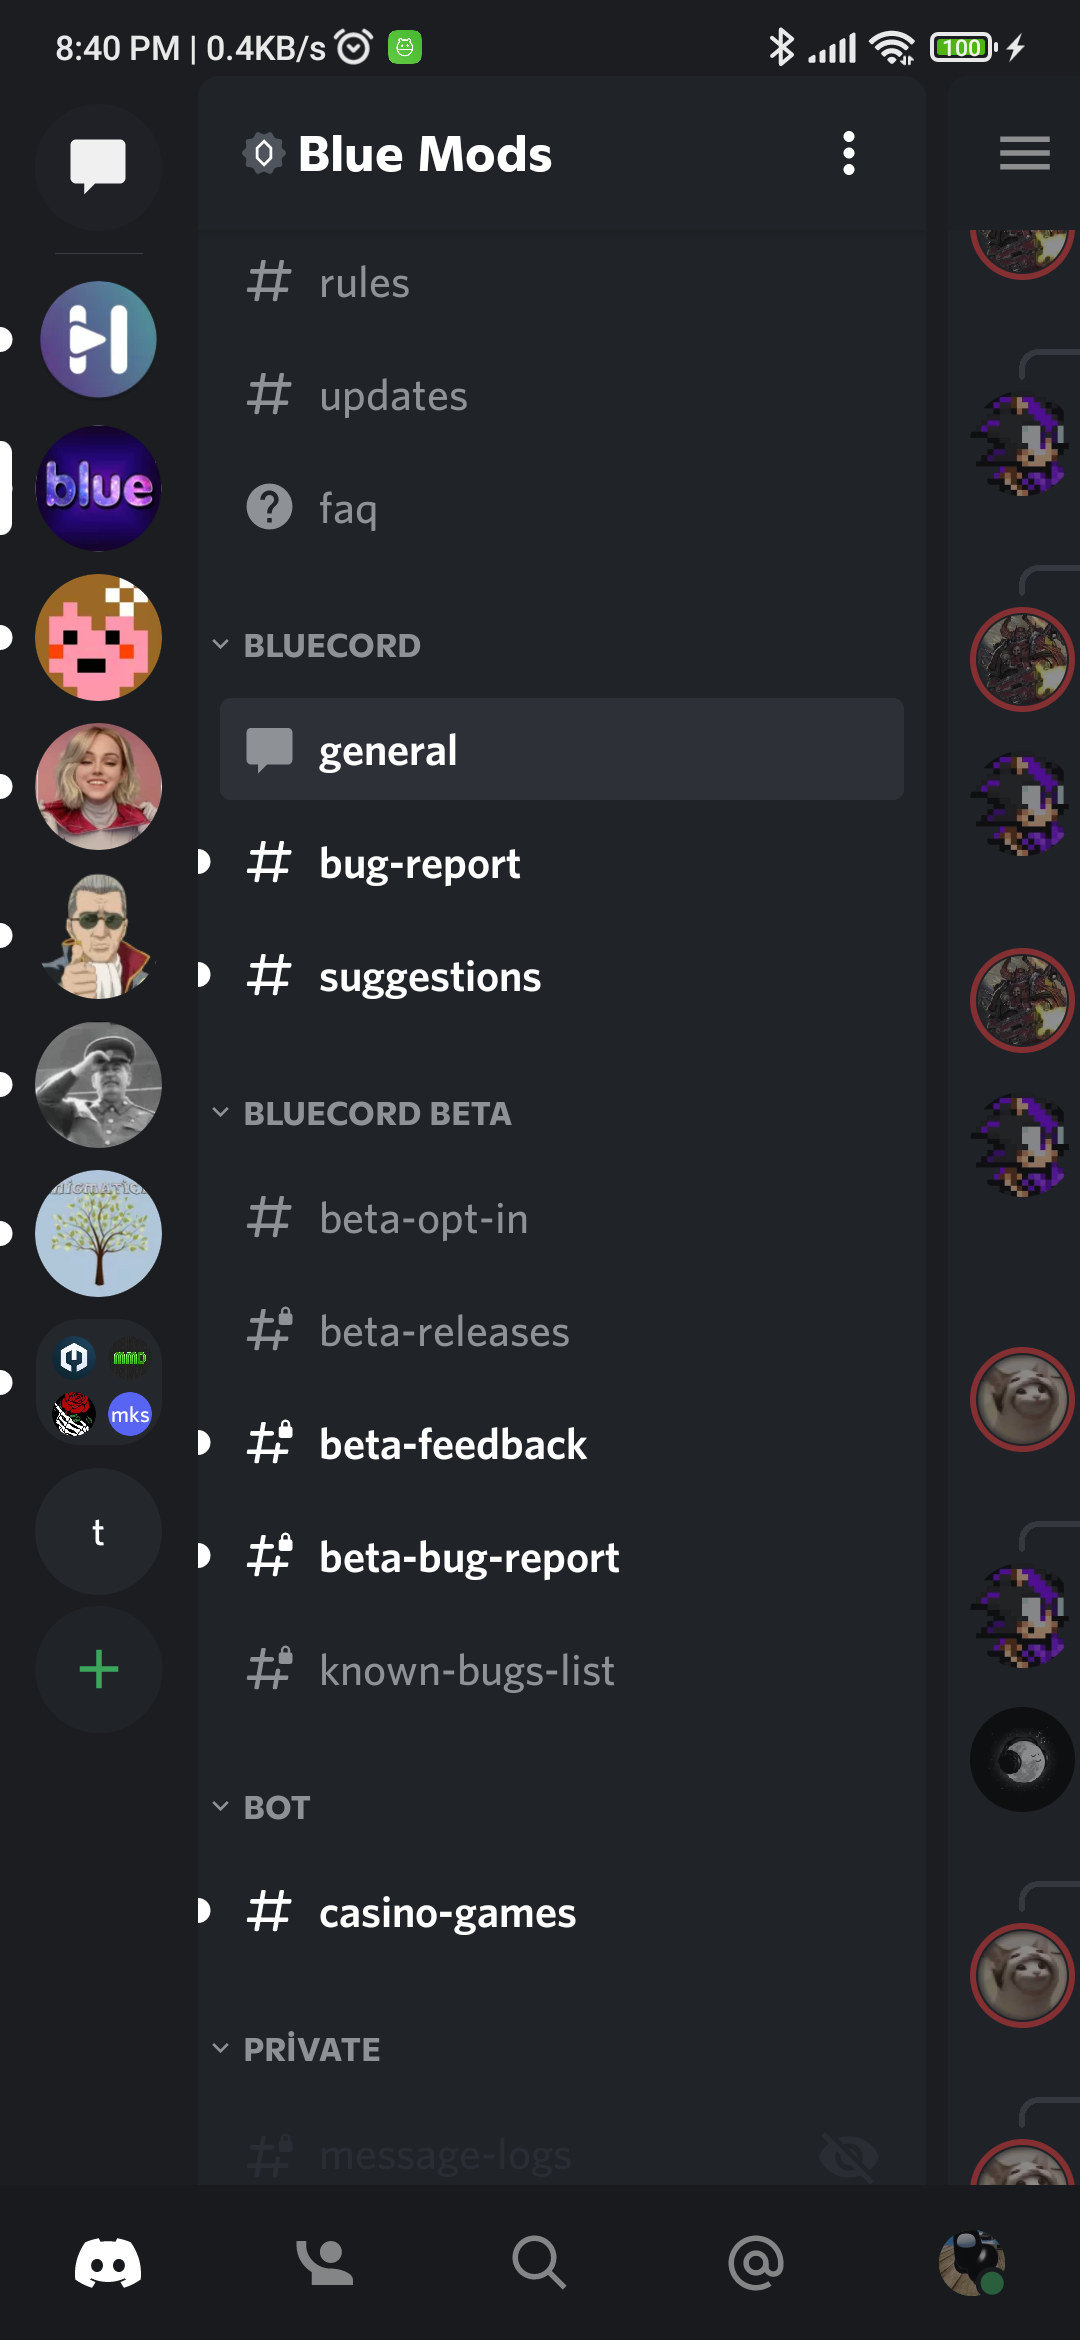 8:40 PM | 0.4KB/s
100
Blue Mods
rules
updates
faq
blue
BLUECORD
general
bug-report
suggestions
BLUECORD BETA
beta-opt-in
beta-releases
beta-feedback
mmd
mks
beta-bug-report
t
known-bugs-list
BOT
casino-games
PRİVATE
message-logs